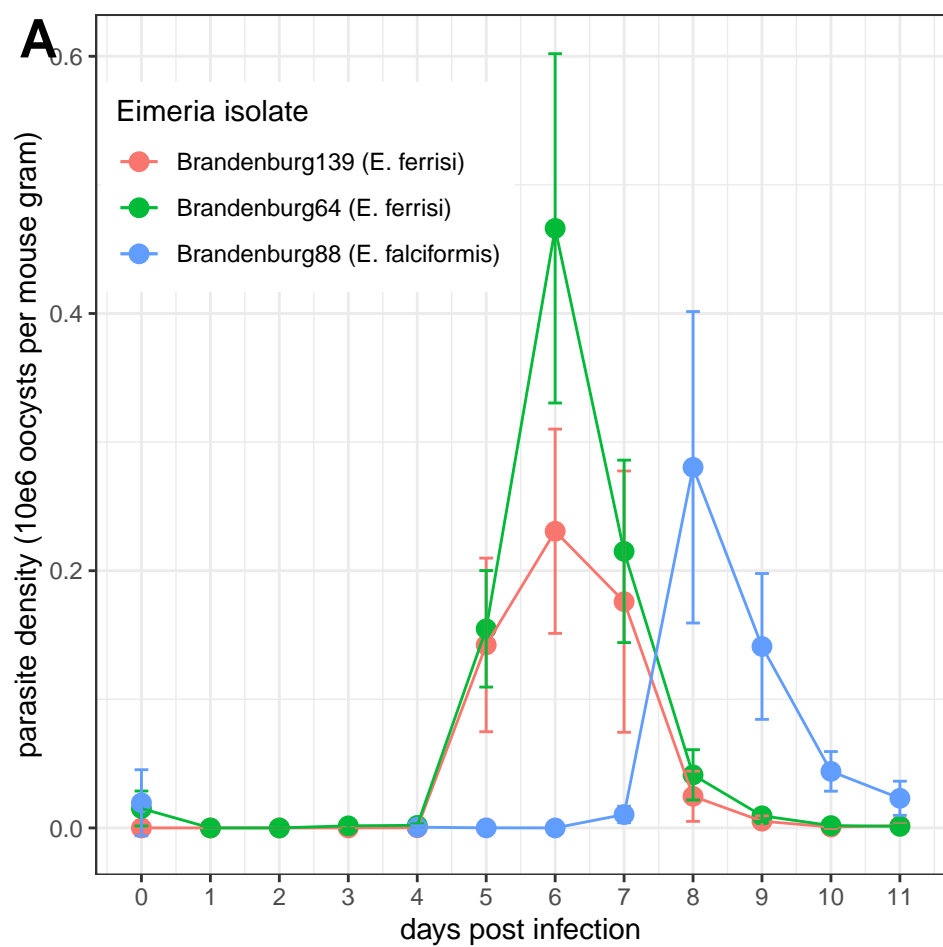 A
0.6
0.4
0.2
0.0
parasite density (10e6 oocysts per mouse gram)
Eimeria isolate
Brandenburg139 (E. ferrisi)
Brandenburg64 (E. ferrisi)
Brandenburg88 (E. falciformis)
0 1 2 3 4 5 6 7 8 9 10 11
days post infection